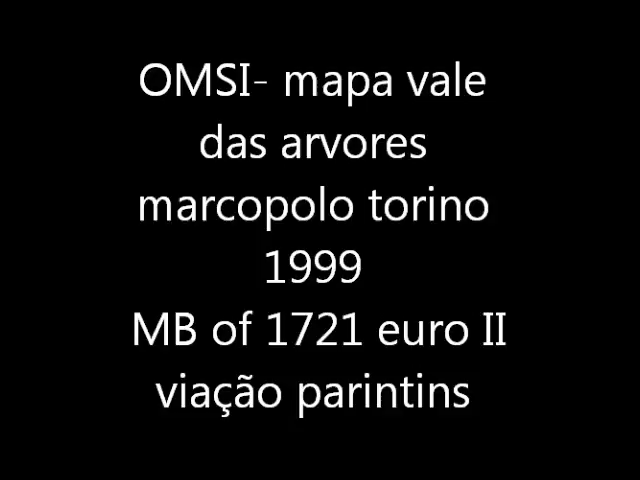 OMSI- mapa vale
das arvores
marcopolo torino
1999
MB of 1721 euro II
viação parintins